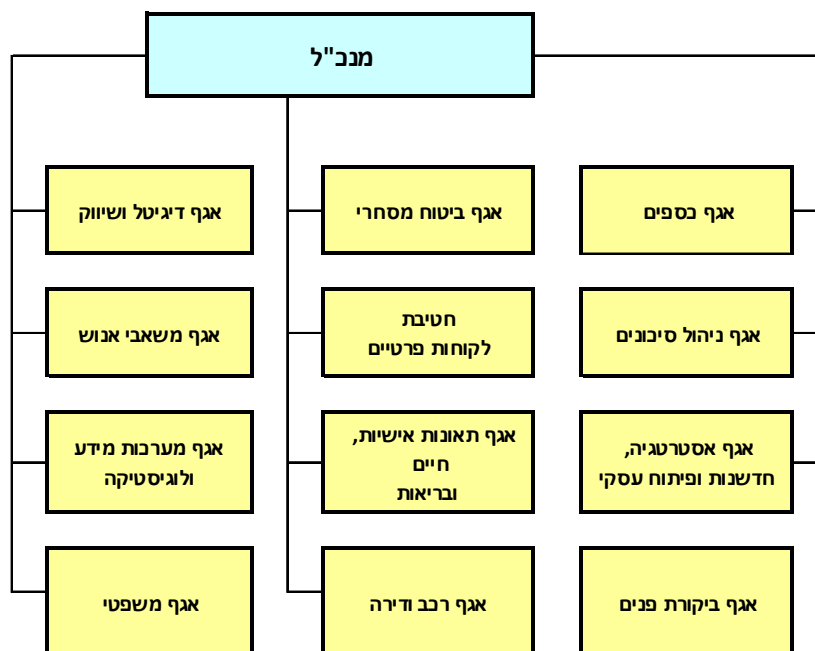 מנכ"ל
אגף כספים
אגף ביטוח מסחרי
אגף דיגיטל ושיווק
אגף ניהול סיכונים
חטיבת
לקוחות פרטיים
אגף משאבי אנוש
אגף אסטרטגיה,
חדשנות ופיתוח עסקי
אגף תאונות אישיות,
חיים
ובריאות
אגף מערכות מידע
ולוגיסטיקה
אגף ביקורת פנים
אגף רכב ודירה
אגף משפטי